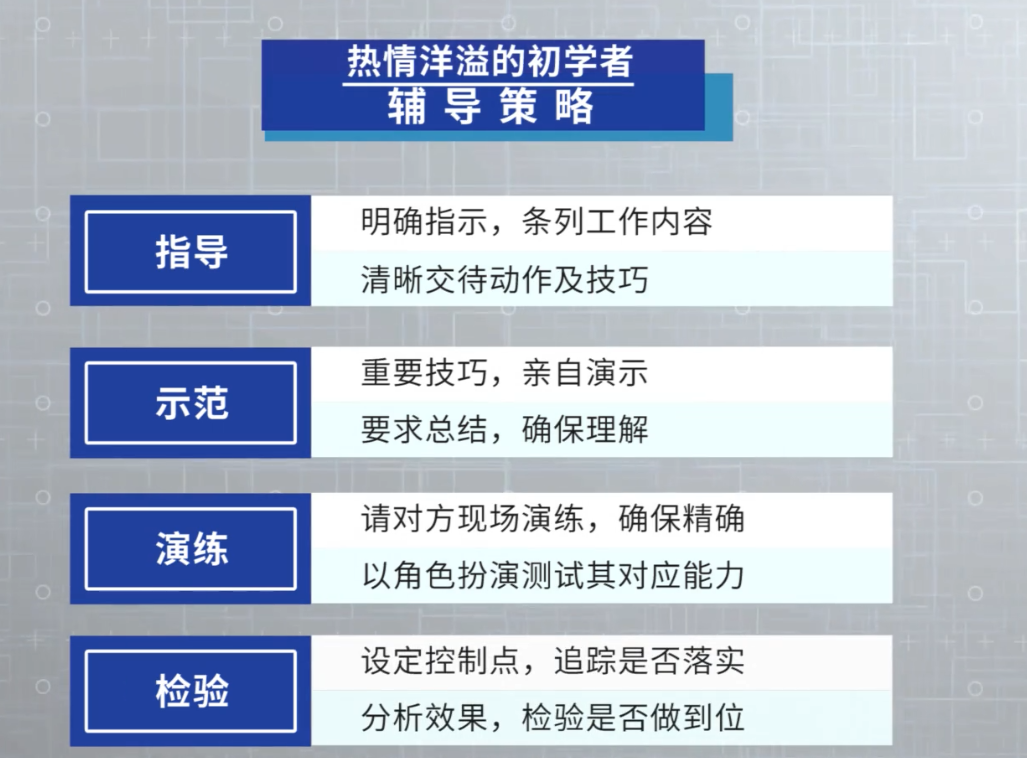 热情洋溢的初学者
辅导策略
指导
明确指示，条列工作内容
清晰交待动作及技巧
示范
重要技巧，亲自演示
要求总结，确保理解
演练
请对方现场演练，确保精确
以角色扮演测试其对应能力
检验
设定控制点，追踪是否落实
分析效果，检验是否做到位